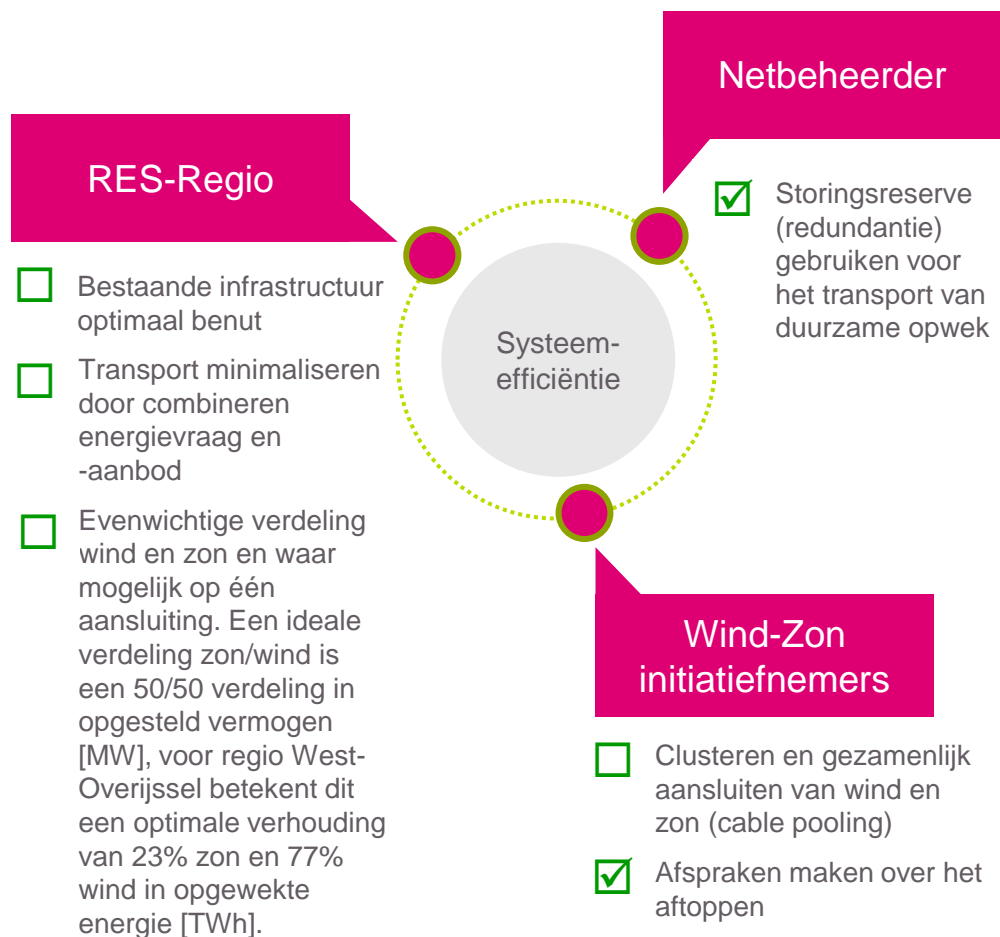 Netbeheerder
Storingsreserve
(redundantie)
gebruiken voor
het transport van
duurzame opwek
RES-Regio
Bestaande infrastructuur
optimaal benut
Transport minimaliseren
door combineren
energievraag en
-aanbod
Evenwichtige verdeling
wind en zon en waar
mogelijk op één
aansluiting. Een ideale
verdeling zon/wind is
een 50/50 verdeling in
opgesteld vermogen
[MW], voor regio West-
Overijssel betekent dit
een optimale verhouding
van 23% zon en 77%
wind in opgewekte
energie [TWh].
Systeem-
efficiëntie
Wind-Zon
initiatiefnemers
Clusteren en gezamenlijk
aansluiten van wind en
zon (cable pooling)
Afspraken maken over het
aftoppen